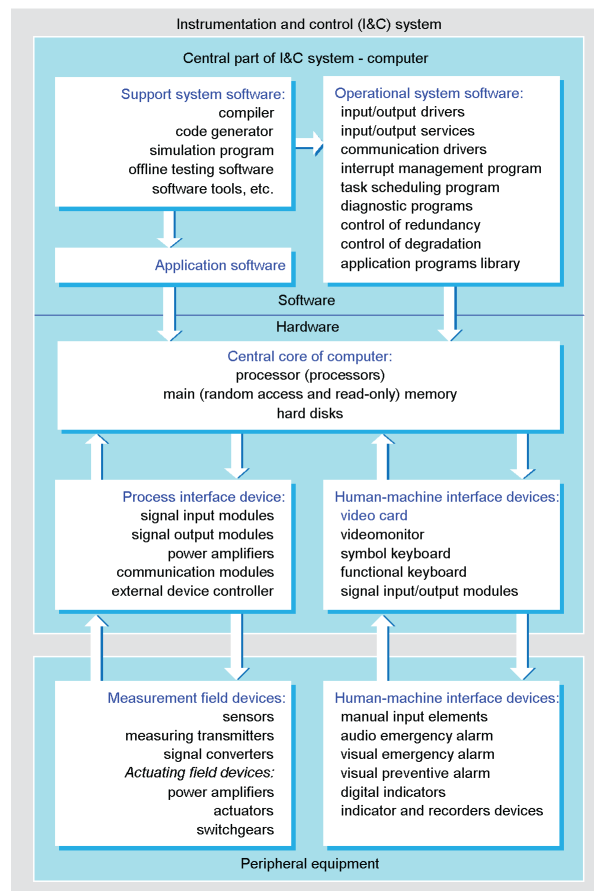 Instrumentation and control (I&C) system
Central part of I&C system - computer
Support system software:
compiler
code generator
simulation program
offline testing software
software tools, etc.
Operational system software:
input/output drivers
input/output services
communication drivers
interrupt management program
task scheduling program
diagnostic programs
control of redundancy
control of degradation
application programs library
Application software
Software
Hardware
Central core of computer:
processor (processors)
main (random access and read-only) memory
hard disks
Process interface device:
signal input modules
signal output modules
power amplifiers
communication modules
external device controller
Human-machine interface devices:
video card
videomonitor
symbol keyboard
functional keyboard
signal input/output modules
Measurement field devices:
sensors
measuring transmitters
signal converters
Actuating field devices:
power amplifiers
actuators
switchgears
Human-machine interface devices:
manual input elements
audio emergency alarm
visual emergency alarm
visual preventive alarm
digital indicators
indicator and recorders devices
Peripheral equipment